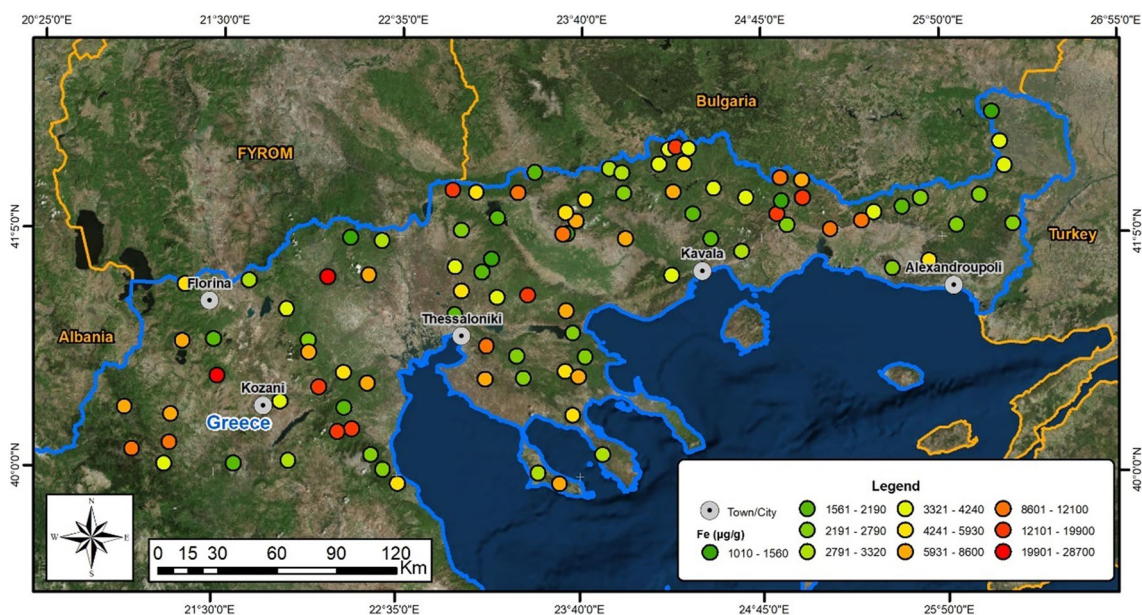 20°25'0"E 21°30'0"E 22°35'0"E 23°40'0"E 24°45'0"E 25°50'0"E 26°55'0"E
Bulgaria
FYROM
41°5'0"N 41°5'0"N
Kavala
Turkey
Alexandroupoli
Florina
Thessaloniki
Albania
Kozani
Greece
40°0'0"N 40°0'0"N
Legend
Town/City
Fe (µg/g)
1010 - 1560
1561 - 2190
2191 - 2790
2791 - 3320
3321 - 4240
4241 - 5930
5931 - 8600
8601 - 12100
12101 - 19900
19901 - 28700
N
W E
S
0 15 30 60 90 120
Km
21°30'0"E 22°35'0"E 23°40'0"E 24°45'0"E 25°50'0"E